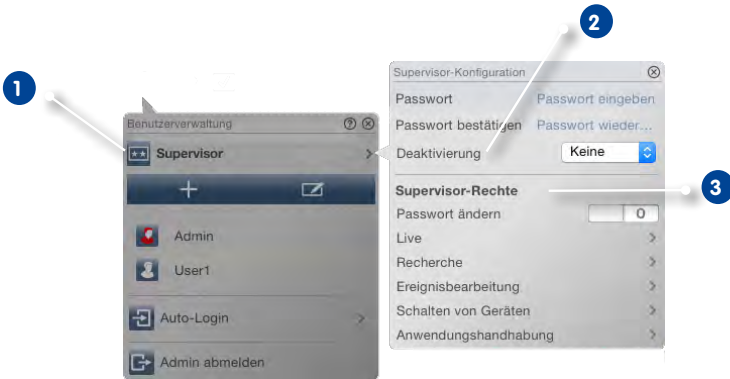 1
2
3
Benutzerverwaltung
Supervisor
Admin
User1
Auto-Login
Admin abmelden
Supervisor-Konfiguration
Passwort Passwort eingeben
Passwort bestätigen Passwort wieder...
Deaktivierung Keine
Supervisor-Rechte
Passwort ändern O
Live
Recherche
Ereignisbearbeitung
Schalten von Geräten
Anwendungshandhabung